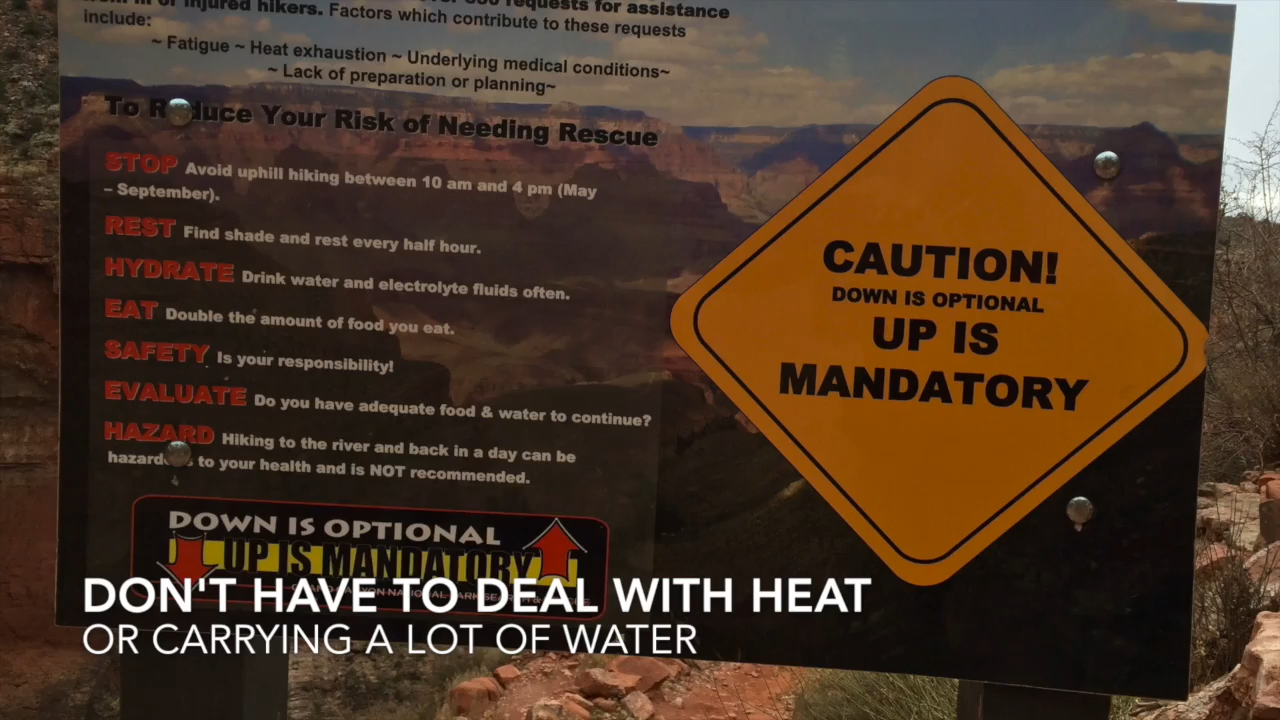 requests for assistance
or injured hikers. Factors which contribute to these requests
include:
~ Fatigue ~ Heat exhaustion ~ Underlying medical conditions~
~ Lack of preparation or planning~
To Reduce Your Risk of Needing Rescue
STOP Avoid uphill hiking between 10 am and 4 pm (May
– September).
REST Find shade and rest every half hour.
HYDRATE Drink water and electrolyte fluids often.
EAT Double the amount of food you eat.
SAFETY Is your responsibility!
EVALUATE Do you have adequate food & water to continue?
HAZARD Hiking to the river and back in a day can be
to your health and is NOT recommended.
DOWN IS OPTIONAL
UP IS MANDATORY
CAUTION!
DOWN IS OPTIONAL
UP IS
MANDATORY
DON'T HAVE TO DEAL WITH HEAT
OR CARRYING A LOT OF WATER